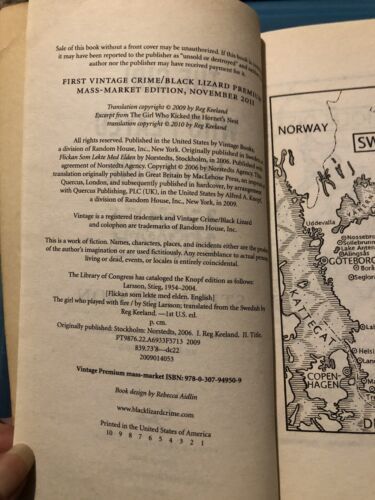 Sale of this book without a front cover may be unauthorized. If this book is
it may have been reported to the publisher as "unsold or destroyed" and
author nor the publisher may have received payment for it.
FIRST VINTAGE CRIME/BLACK LIZARD PREMIUM
MASS-MARKET EDITION, NOVEMBER 2011
Translation copyright © 2009 by Reg Keeland
Excerpt from The Girl Who Kicked the Hornet's Nest
translation copyright © 2010 by Reg Keeland
All rights reserved. Published in the United States by Vintage Books,
a division of Random House, Inc., New York. Originally published in Sweden
Flickan Som Lekte Med Elden by Norstedts, Stockholm, in 2006. Published
agreement of Norstedts Agency. Copyright © 2006 by Norstedts Agency. This
translation originally published in Great Britain by MacLehose Press, an
Quercus, London, and subsequently published in hardcover, by arrangement
with Quercus Publishing, PLC (UK), in the United States by Alfred A. Knopf,
a division of Random House, Inc., New York, in 2009.
Vintage is a registered trademark and Vintage Crime/Black Lizard
and colophon are trademarks of Random House, Inc.
This is a work of fiction. Names, characters, places, and incidents either are the
of the author's imagination or are used fictitiously. Any resemblance to actual
living or dead, events, or locales is entirely coincidental.
The Library of Congress has cataloged the Knopf edition as follows:
Larsson, Stieg, 1954–2004.
[Flickan som lekte med elden. English]
The girl who played with fire / by Stieg Larsson; translated from the Swedish by
Reg Keeland.—1st U.S. ed.
p. cm.
Originally published: Stockholm: Norstedts, 2006. I. Reg Keeland, II. Title.
PT9876.22.A6933F5713 2009
839.73'8—dc22
2009014053
Vintage Premium mass-market ISBN: 978-0-307-94950-9
Book design by Rebecca Aidlin
www.blacklizardcrime.com
Printed in the United States of America
10 9 8 7 6 5 4 3 2 1
NORWAY
SW
Uddevalla
Nossebro
Sollebrunn
Lake Anten
Alingsås
GÖTEBORG
KATTEGAT
COPEN-
HAGEN